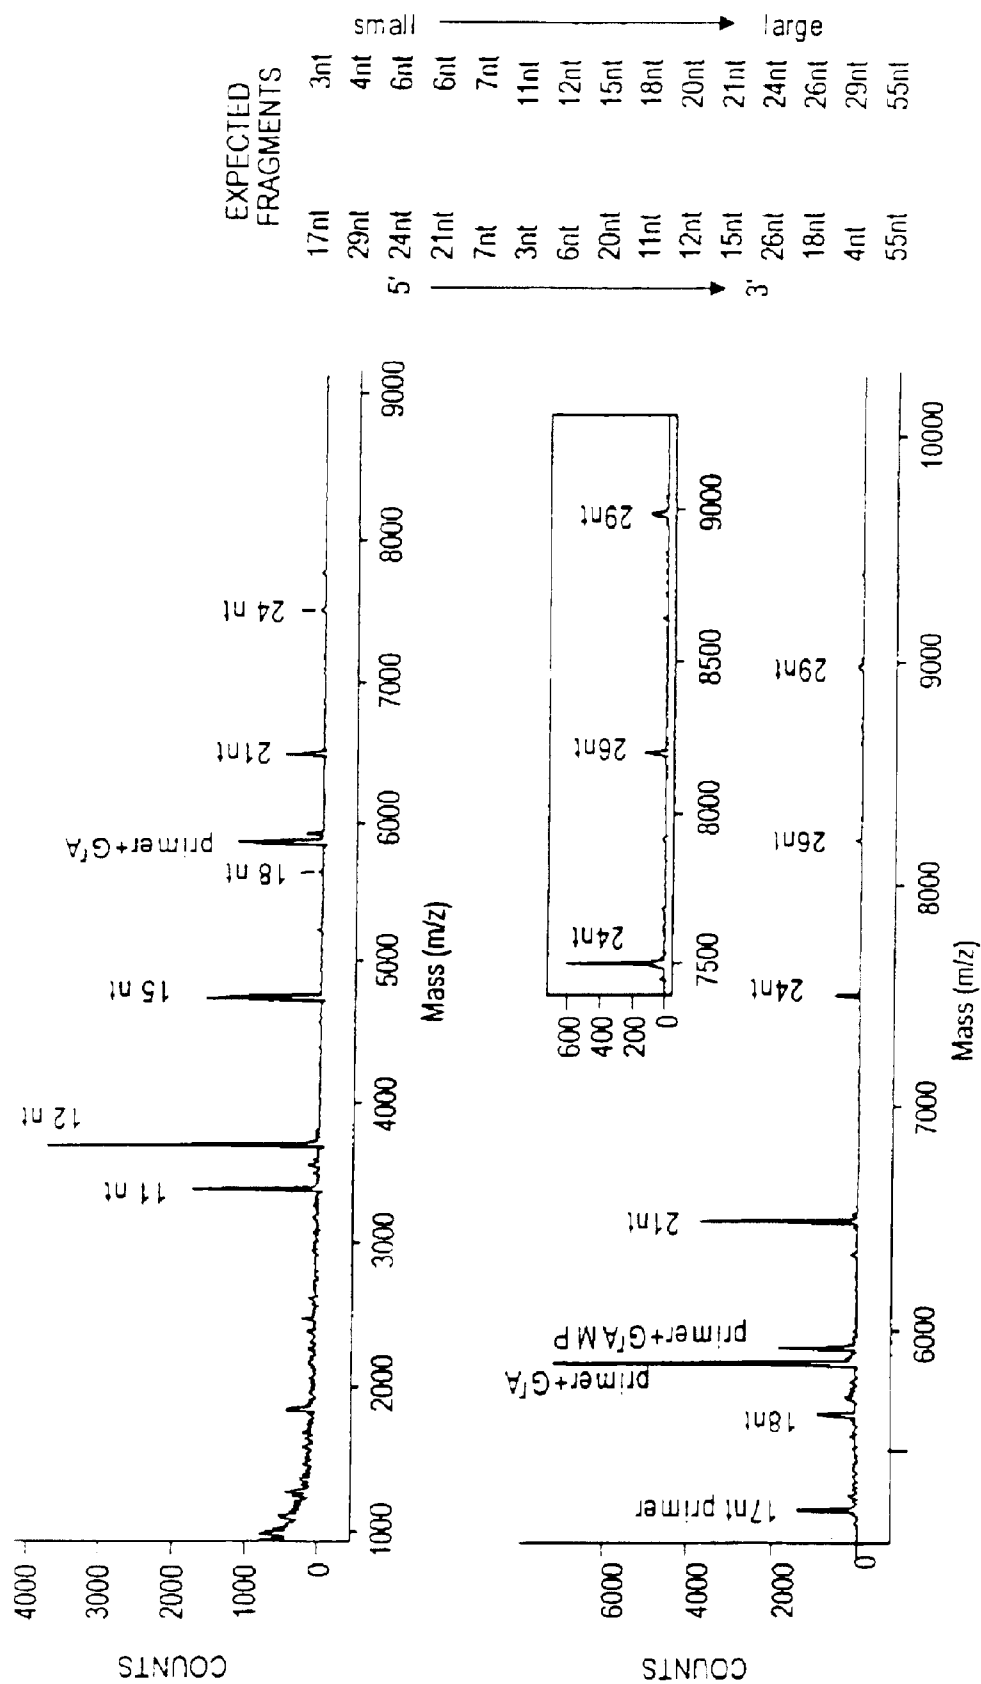 COUNTS
4000
3000
1000
0
1000
2000
3000
4000
5000
6000
7000
8000
9000
Mass (m/z)
11 nt
12 nt
15 nt
18 nt
primer+GrA
21nt
24 nt
COUNTS
6000
4000
2000
0
6000
7000
8000
9000
10000
Mass (m/z)
17nt primer
18nt
primer+GrA
primer+GrAMP
21nt
24nt
26nt
29nt
600
400
200
0
7500
8000
8500
9000
24nt
26nt
29nt
EXPECTED
FRAGMENTS
5'
3'
17nt
29nt
24nt
21nt
7nt
3nt
6nt
20nt
11nt
12nt
15nt
26nt
18nt
4nt
55nt
small
large
3nt
4nt
6nt
6nt
7nt
11nt
12nt
15nt
18nt
20nt
21nt
24nt
26nt
29nt
55nt